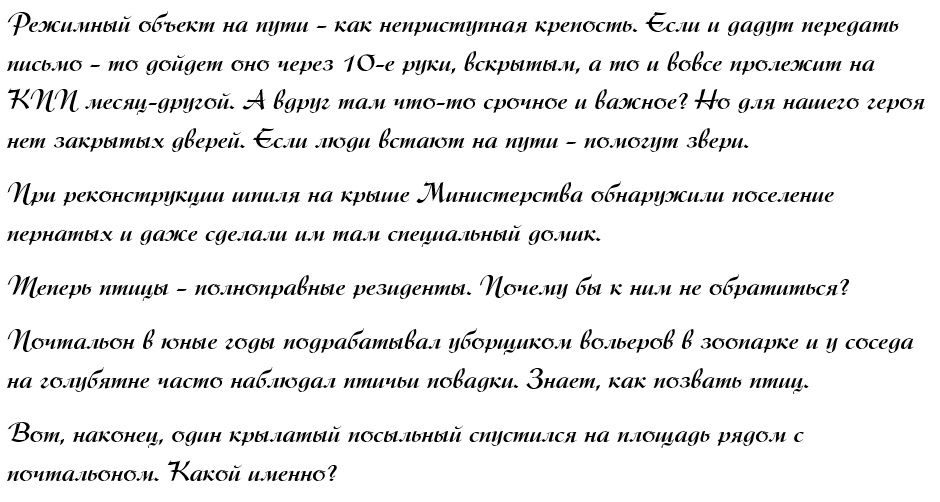 Режимный объект на пути - как неприступная крепость. Если и дадут передать
письмо - то дойдет оно через 10-е руки, вскрытым, а то и вовсе пролежит на
КПП месяц-другой. А вдруг там что-то срочное и важное? Но для нашего героя
нет закрытых дверей. Если люди встают на пути - помогут звери.
При реконструкции шпиля на крыше Министерства обнаружили поселение
пернатых и даже сделали им там специальный домик.
Теперь птицы - полноправные резиденты. Почему бы к ним не обратиться?
Почтальон в юные годы подрабатывал уборщиком вольеров в зоопарке и у соседа
на голубятне часто наблюдал птичьи повадки. Знает, как позвать птиц.
Вот, наконец, один крылатый посыльный спустился на площадь рядом с
почтальоном. Какой именно?